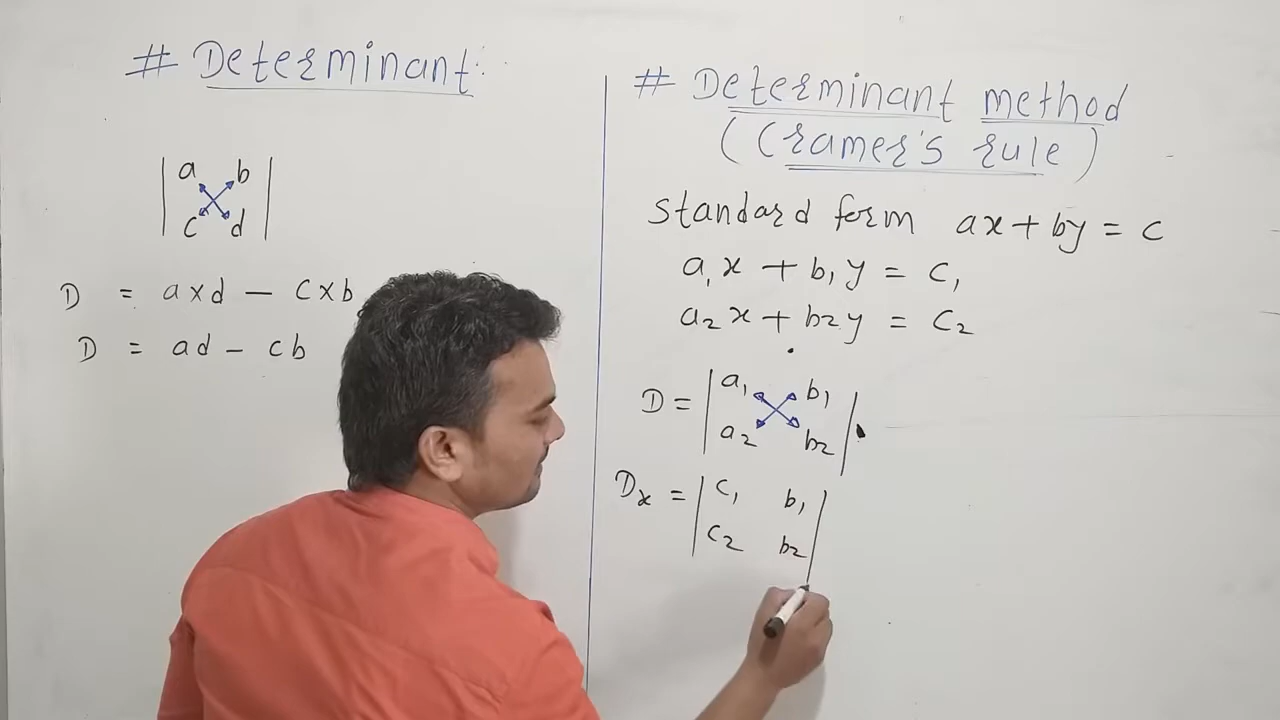 # Determinant:
| a b |
| c d |
D = a x d - c x b
D = ad - cb
# Determinant method
(Cramer's rule)
Standard form ax + by = c
a₁x + b₁y = c₁
a₂x + b₂y = c₂
D = | a₁ b₁ |
| a₂ b₂ |
Dx = | c₁ b₁ |
| c₂ b₂ |